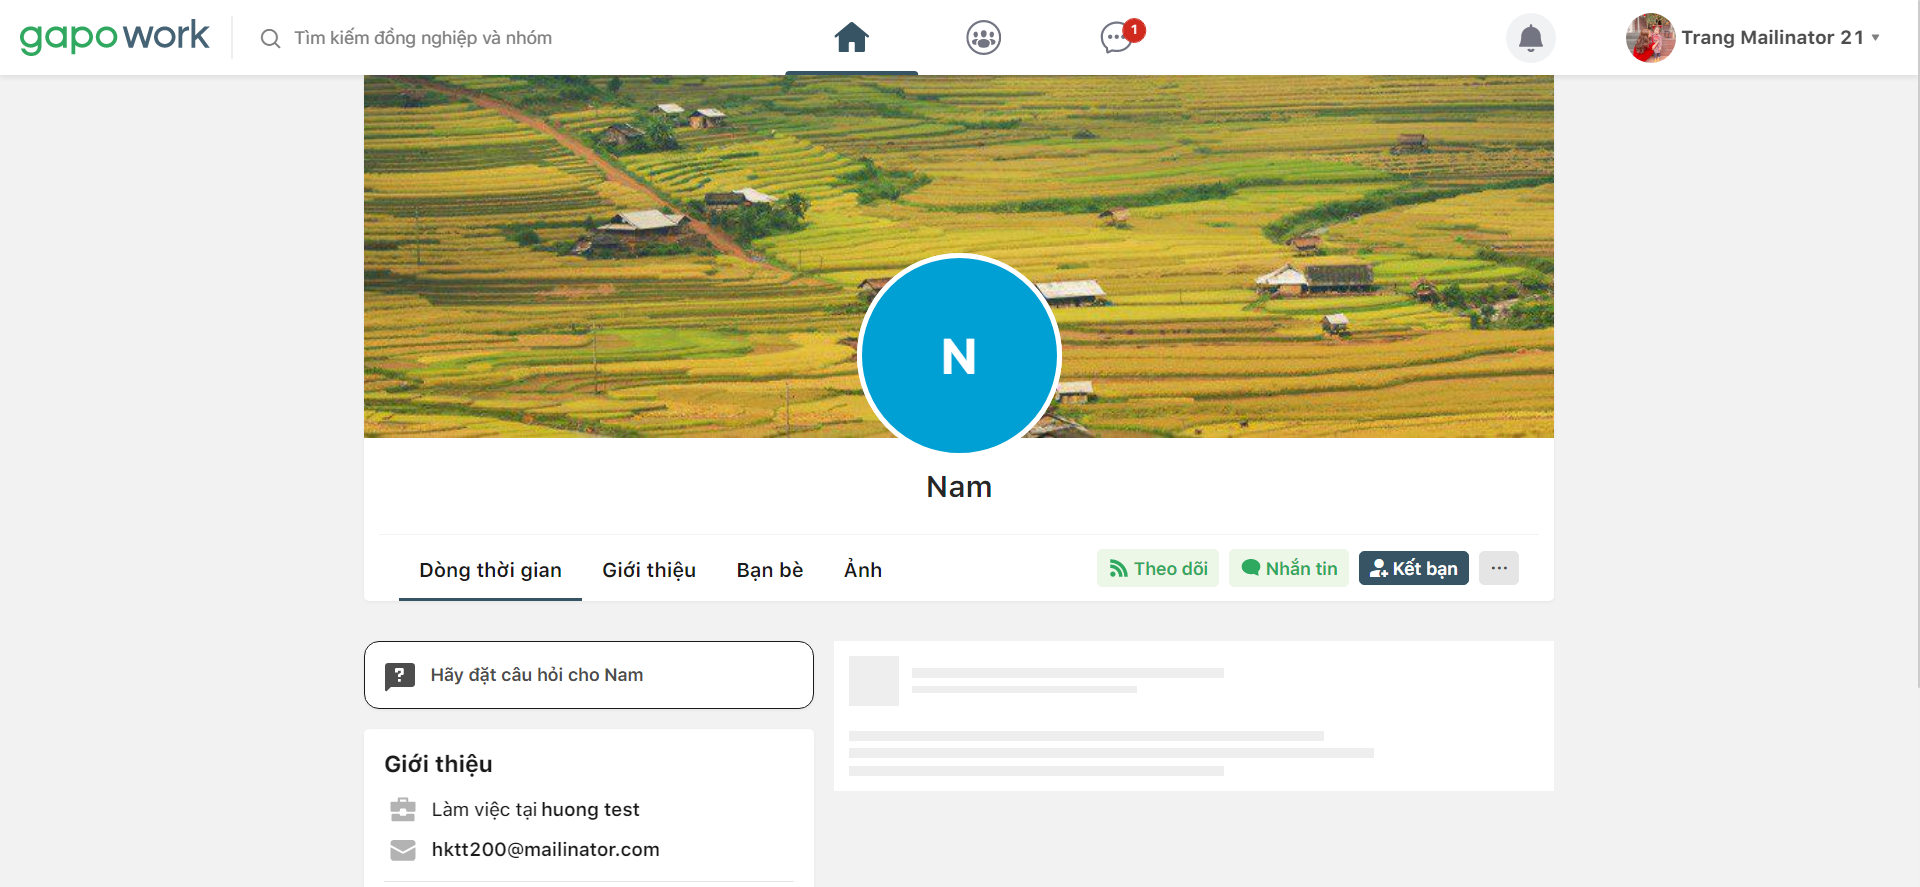 gapowork
Tìm kiếm đồng nghiệp và nhóm
1
Trang Mailinator 21
N
Nam
Dòng thời gian
Giới thiệu
Bạn bè
Ảnh
Theo dõi
Nhắn tin
Kết bạn
...
?
Hãy đặt câu hỏi cho Nam
Giới thiệu
Làm việc tại huong test
hktt200@mailinator.com